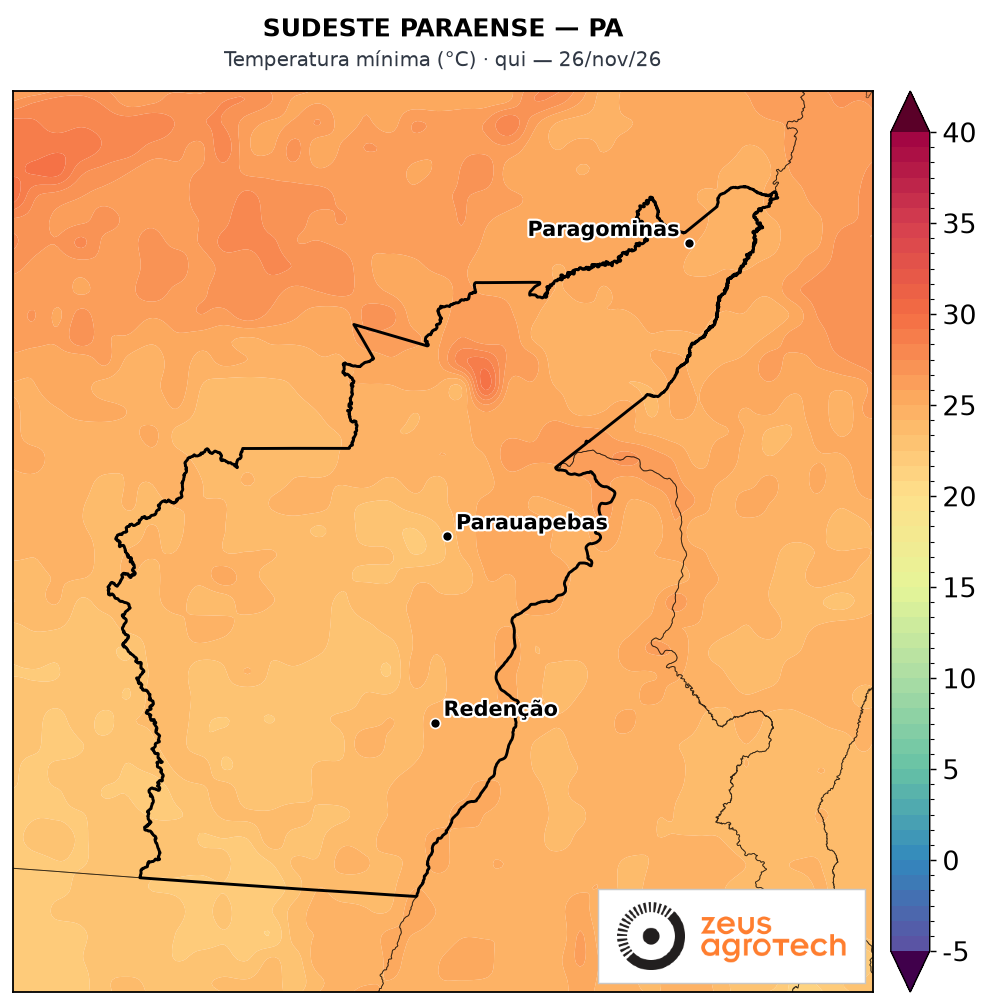 SUDESTE PARAENSE — PA
Temperatura mínima (°C) · qui — 26/nov/26
40
35
30
25
20
15
10
5
0
-5
Paragominas
Parauapebas
Redenção
zeus
agrotech